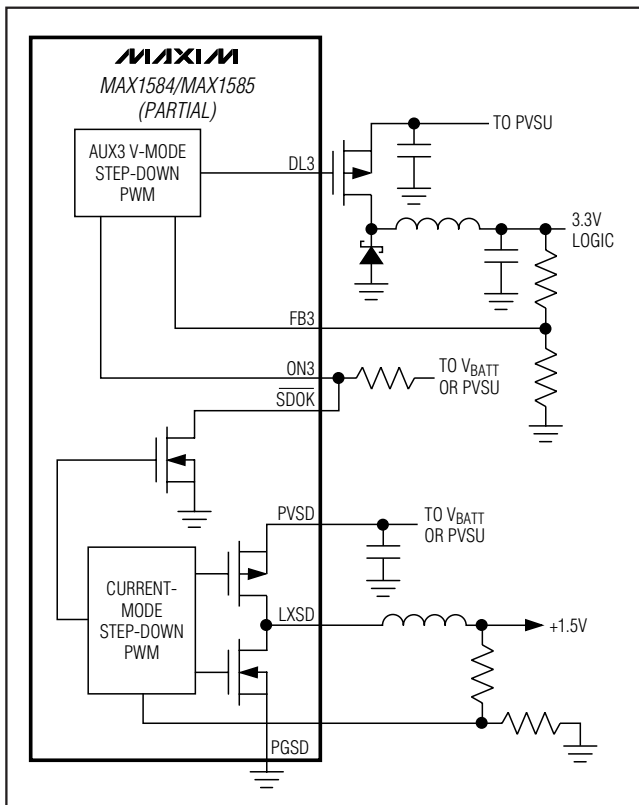 MAXIM
MAX1584/MAX1585
(PARTIAL)
AUX3 V-MODE
STEP-DOWN
PWM
DL3
TO PVSU
3.3V
LOGIC
FB3
ON3
TO VBATT
OR PVSU
SDOK
PVSD
TO VBATT
OR PVSU
CURRENT-
MODE
STEP-DOWN
PWM
LXSD
+1.5V
PGSD